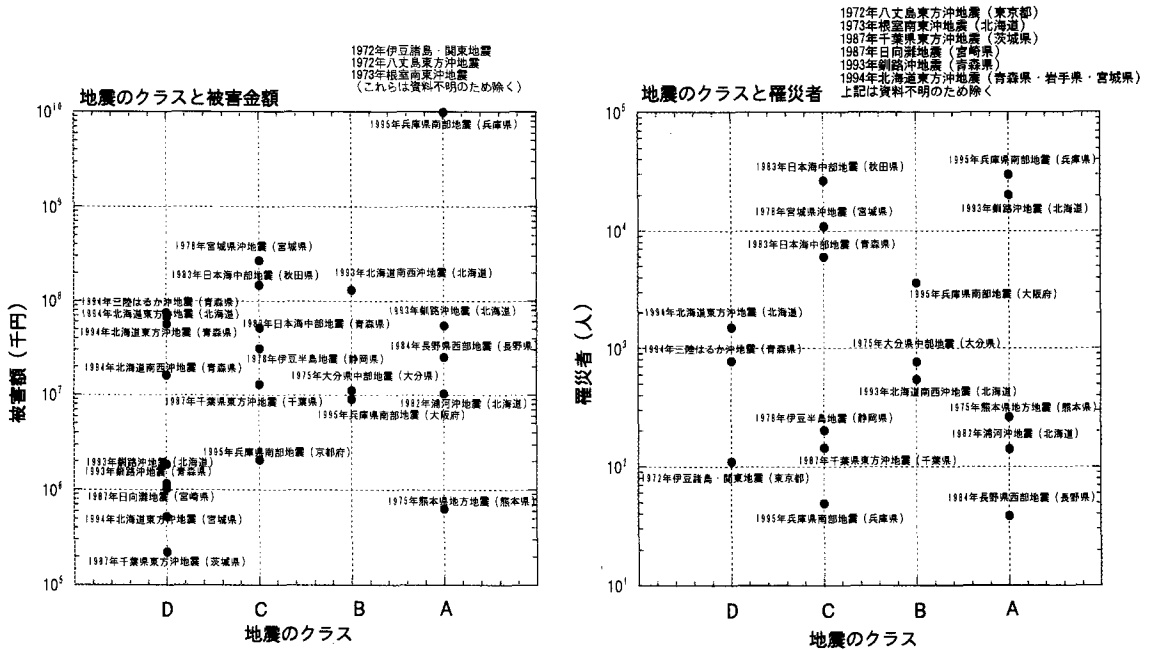 1972年伊豆諸島・関東地震
1972年八丈島東方沖地震
1973年根室南東沖地震
（これらは資料不明のため除く）
地震のクラスと被害金額
10^10
10^9
10^8
10^7
10^6
10^5
被害額（千円）
1995年兵庫県南部地震（兵庫県）
1978年宮城県沖地震（宮城県）
1983年日本海中部地震（秋田県）
1993年北海道南西沖地震（北海道）
1994年三陸はるか沖地震（青森県）
1994年北海道東方沖地震（北海道）
1993年釧路沖地震（北海道）
1994年北海道東方沖地震（青森県）
1983年日本海中部地震（青森県）
1984年長野県西部地震（長野県
1978年伊豆半島地震（静岡県）
1994年北海道南西沖地震（青森県）
1975年大分県中部地震（大分県）
1987年千葉県東方沖地震（千葉県）
1982年浦河沖地震（北海道）
1995年兵庫県南部地震（大阪府）
1995年兵庫県南部地震（京都府）
1993年釧路沖地震（北海道）
1993年釧路沖地震（青森県）
1987年日向灘地震（宮崎県）
1975年熊本県地方地震（熊本県）
1994年北海道東方沖地震（宮城県）
1987年千葉県東方沖地震（茨城県）
D C B A
地震のクラス
1972年八丈島東方沖地震（東京都）
1973年根室南東沖地震（北海道）
1987年千葉県東方沖地震（茨城県）
1987年日向灘地震（宮崎県）
1993年釧路沖地震（青森県）
1994年北海道東方沖地震（青森県・岩手県・宮城県）
上記は資料不明のため除く
地震のクラスと罹災者
10^5
10^4
10^3
10^2
10^1
罹災者（人）
1983年日本海中部地震（秋田県）
1995年兵庫県南部地震（兵庫県）
1978年宮城県沖地震（宮城県）
1993年釧路沖地震（北海道）
1983年日本海中部地震（青森県）
1995年兵庫県南部地震（大阪府）
1994年北海道東方沖地震（北海道）
1994年三陸はるか沖地震（青森県）
1975年大分県中部地震（大分県）
1993年北海道南西沖地震（北海道）
1978年伊豆半島地震（静岡県）
1975年熊本県地方地震（熊本県）
1982年浦河沖地震（北海道）
1987年千葉県東方沖地震（千葉県）
1972年伊豆諸島・関東地震（東京都）
1984年長野県西部地震（長野県）
1995年兵庫県南部地震（兵庫県）
D C B A
地震のクラス